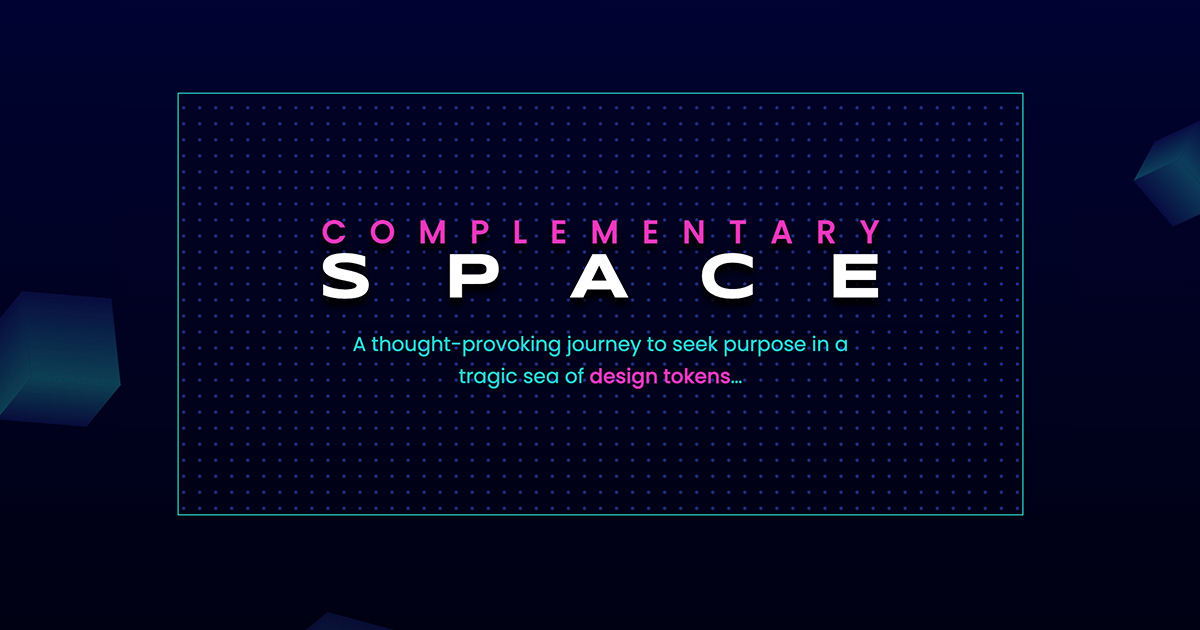 COMPLEMENTARY
SPACE
A thought-provoking journey to seek purpose in a
tragic sea of design tokens...